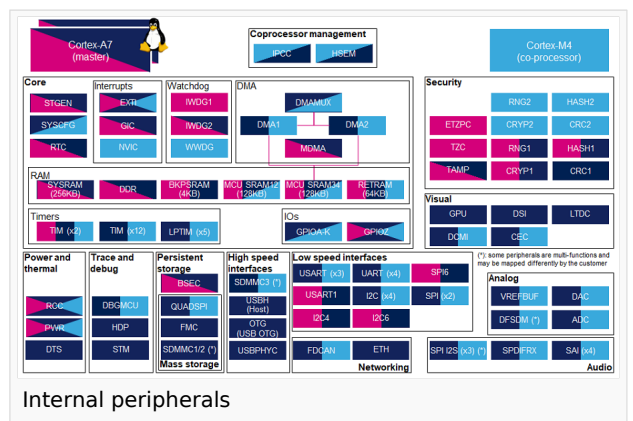 Cortex-A7
(master)
Coprocessor management
IPCC
HSEM
Cortex-M4
(co-processor)
Core
STGEN
SYSCFG
RTC
Interrupts
EXTI
GIC
NVIC
Watchdog
IWDG1
IWDG2
WWDG
DMA
DMAMUX
DMA1
DMA2
MDMA
Security
RNG2
HASH2
ETZPC
CRYP2
CRC2
TZC
RNG1
HASH1
TAMP
CRYP1
CRC1
RAM
SYSRAM
(256KB)
DDR
BKPSRAM
(4KB)
MCU SRAM12
(128KB)
MCU SRAM34
(128KB)
RETRAM
(64KB)
Timers
TIM (x2)
TIM (x12)
LPTIM (x5)
IOs
GPIOA-K
GPIOZ
Visual
GPU
DSI
LTDC
DCMI
CEC
(*): some peripherals are multi-functions and
may be mapped differently by the customer
Power and
thermal
RCC
PWR
DTS
Trace and
debug
DBGMCU
HDP
STM
Persistent
storage
BSEC
QUADSPI
FMC
SDMMC1/2 (*)
Mass storage
High speed
interfaces
SDMMC3 (*)
USBH
(Host)
OTG
(USB OTG)
USBPHYC
Low speed interfaces
USART (x3)
UART (x4)
SPI6
USART1
I2C (x4)
SPI (x2)
I2C4
I2C6
Analog
VREFBUF
DAC
DFSDM (*)
ADC
FDCAN
ETH
Networking
SPI I2S (x3) (*)
SPDIFRX
SAI (x4)
Audio
Internal peripherals